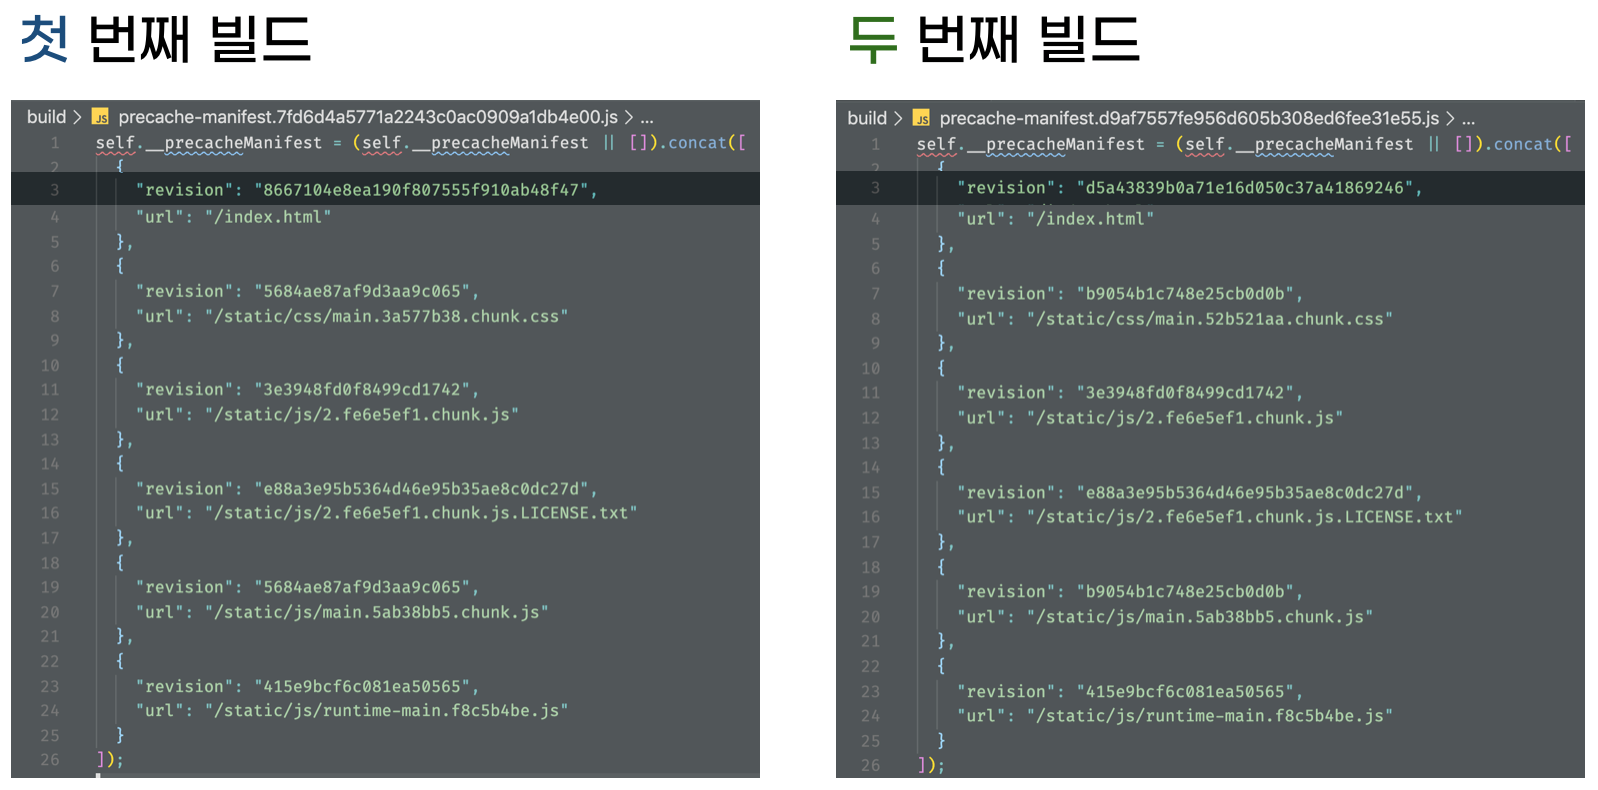 첫 번째 빌드
build > JS precache-manifest.7fd6d4a5771a2243c0ac0909a1db4e00.js > ...
1 self.__precacheManifest = (self.__precacheManifest || []).concat([
2 {
3 "revision": "8667104e8ea190f807555f910ab48f47",
4 "url": "/index.html"
5 },
6 {
7 "revision": "5684ae87af9d3aa9c065",
8 "url": "/static/css/main.3a577b38.chunk.css"
9 },
10 {
11 "revision": "3e3948fd0f8499cd1742",
12 "url": "/static/js/2.fe6e5ef1.chunk.js"
13 },
14 {
15 "revision": "e88a3e95b5364d46e95b35ae8c0dc27d",
16 "url": "/static/js/2.fe6e5ef1.chunk.js.LICENSE.txt"
17 },
18 {
19 "revision": "5684ae87af9d3aa9c065",
20 "url": "/static/js/main.5ab38bb5.chunk.js"
21 },
22 {
23 "revision": "415e9bcf6c081ea50565",
24 "url": "/static/js/runtime-main.f8c5b4be.js"
25 }
26 ]);
두 번째 빌드
build > JS precache-manifest.d9af7557fe956d605b308ed6fee31e55.js > ...
1 self.__precacheManifest = (self.__precacheManifest || []).concat([
2 {
3 "revision": "d5a43839b0a71e16d050c37a41869246",
4 "url": "/index.html"
5 },
6 {
7 "revision": "b9054b1c748e25cb0d0b",
8 "url": "/static/css/main.52b521aa.chunk.css"
9 },
10 {
11 "revision": "3e3948fd0f8499cd1742",
12 "url": "/static/js/2.fe6e5ef1.chunk.js"
13 },
14 {
15 "revision": "e88a3e95b5364d46e95b35ae8c0dc27d",
16 "url": "/static/js/2.fe6e5ef1.chunk.js.LICENSE.txt"
17 },
18 {
19 "revision": "b9054b1c748e25cb0d0b",
20 "url": "/static/js/main.5ab38bb5.chunk.js"
21 },
22 {
23 "revision": "415e9bcf6c081ea50565",
24 "url": "/static/js/runtime-main.f8c5b4be.js"
25 }
26 ]);